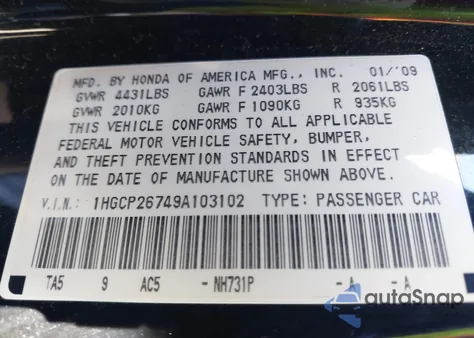 MFD. BY HONDA OF AMERICA MFG., INC. 01/'09
GVWR 4431LBS GAWR F 2403LBS R 2061LBS
GVWR 2010KG GAWR F 1090KG R 935KG
THIS VEHICLE CONFORMS TO ALL APPLICABLE
FEDERAL MOTOR VEHICLE SAFETY, BUMPER,
AND THEFT PREVENTION STANDARDS IN EFFECT
ON THE DATE OF MANUFACTURE SHOWN ABOVE.
V.I.N.: 1HGCP26749A103102 TYPE: PASSENGER CAR
TA5 9 AC5 - NH731P -A -A
autoSnap